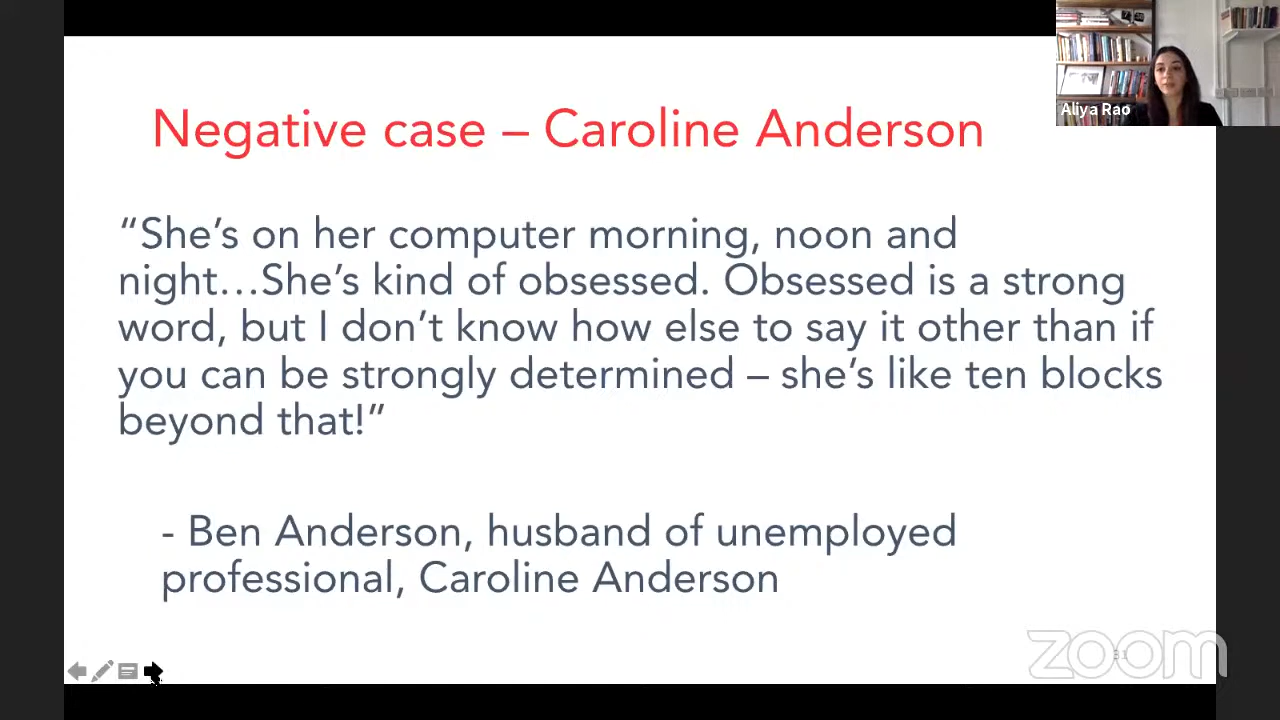 Aliya Rao
Negative case – Caroline Anderson
“She’s on her computer morning, noon and
night…She’s kind of obsessed. Obsessed is a strong
word, but I don’t know how else to say it other than if
you can be strongly determined – she’s like ten blocks
beyond that!”
- Ben Anderson, husband of unemployed
professional, Caroline Anderson
31
zoom